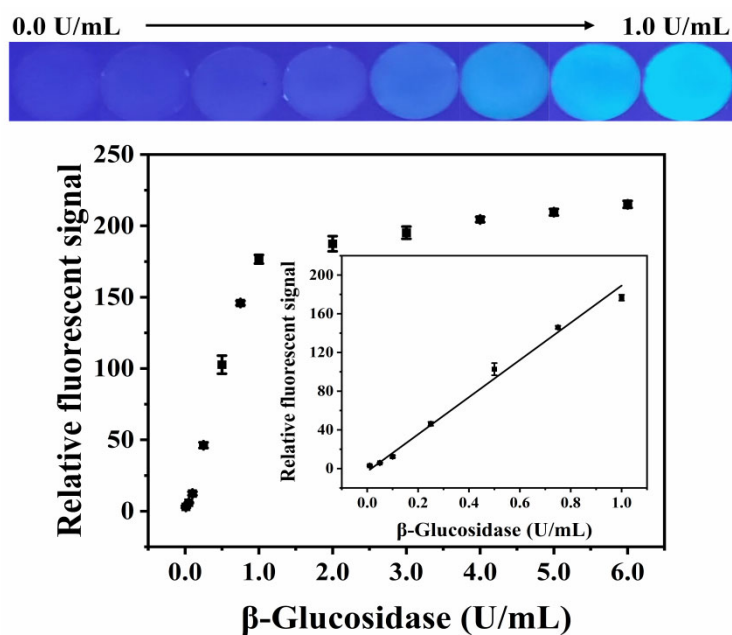 0.0 U/mL 1.0 U/mL
250
200
150
100
50
0
Relative fluorescent signal
0.0 1.0 2.0 3.0 4.0 5.0 6.0
β-Glucosidase (U/mL)
200
160
120
80
40
0
Relative fluorescent signal
0.0 0.2 0.4 0.6 0.8 1.0
β-Glucosidase (U/mL)